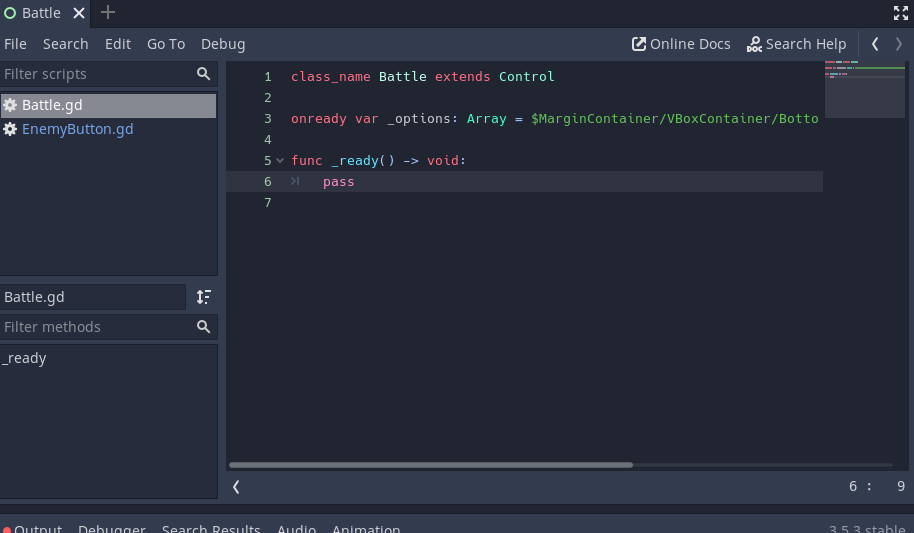 Battle
File Search Edit Go To Debug Online Docs Search Help
Filter scripts
Battle.gd
EnemyButton.gd
1 class_name Battle extends Control
2
3 onready var _options: Array = $MarginContainer/VBoxContainer/Botto
4
5 func _ready() -> void:
6 pass
7
Battle.gd
Filter methods
_ready
6 : 9
Output Debugger Search Results Audio Animation 3.5.3.stable